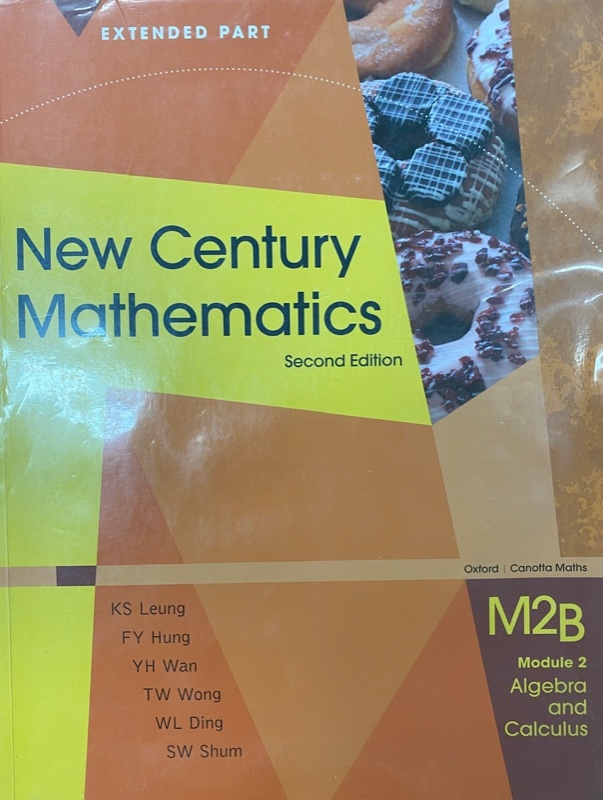 EXTENDED PART
New Century
Mathematics
Second Edition
Oxford | Canotta Maths
KS Leung
FY Hung
YH Wan
TW Wong
WL Ding
SW Shum
M2B
Module 2
Algebra
and
Calculus